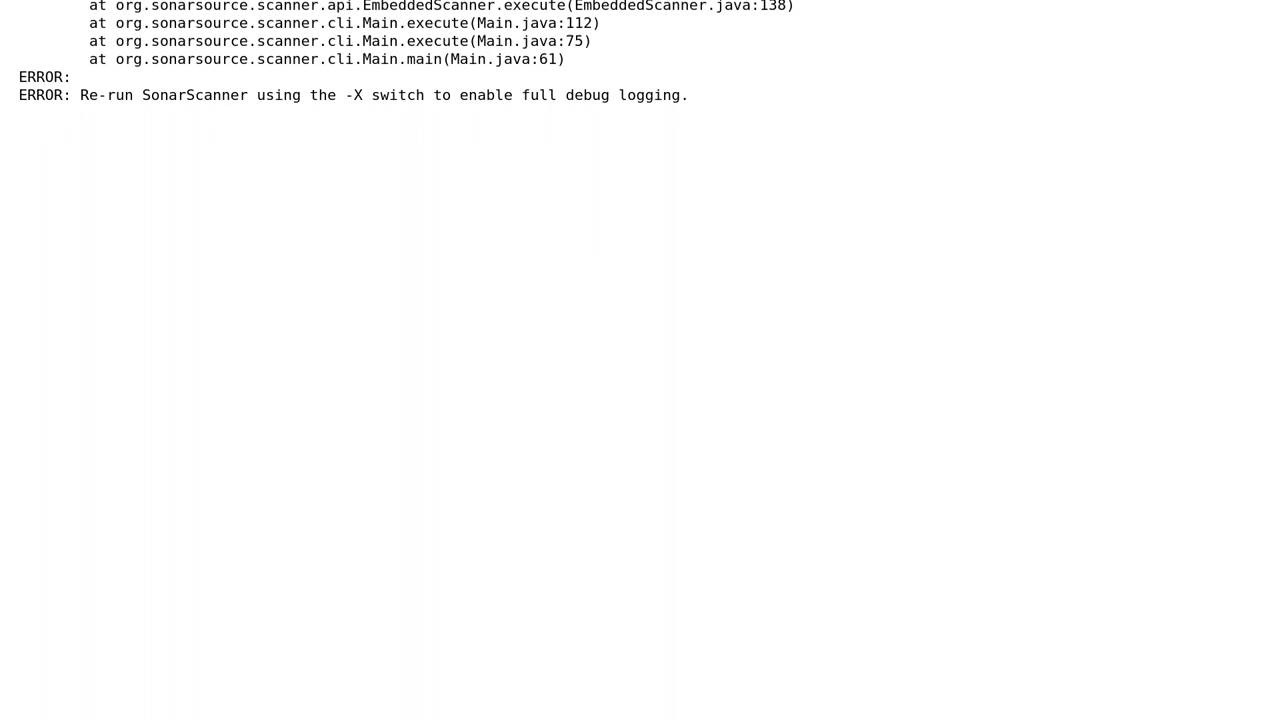 at org.sonarsource.scanner.api.EmbeddedScanner.execute(EmbeddedScanner.java:138)
at org.sonarsource.scanner.cli.Main.execute(Main.java:112)
at org.sonarsource.scanner.cli.Main.execute(Main.java:75)
at org.sonarsource.scanner.cli.Main.main(Main.java:61)
ERROR:
ERROR: Re-run SonarScanner using the -X switch to enable full debug logging.